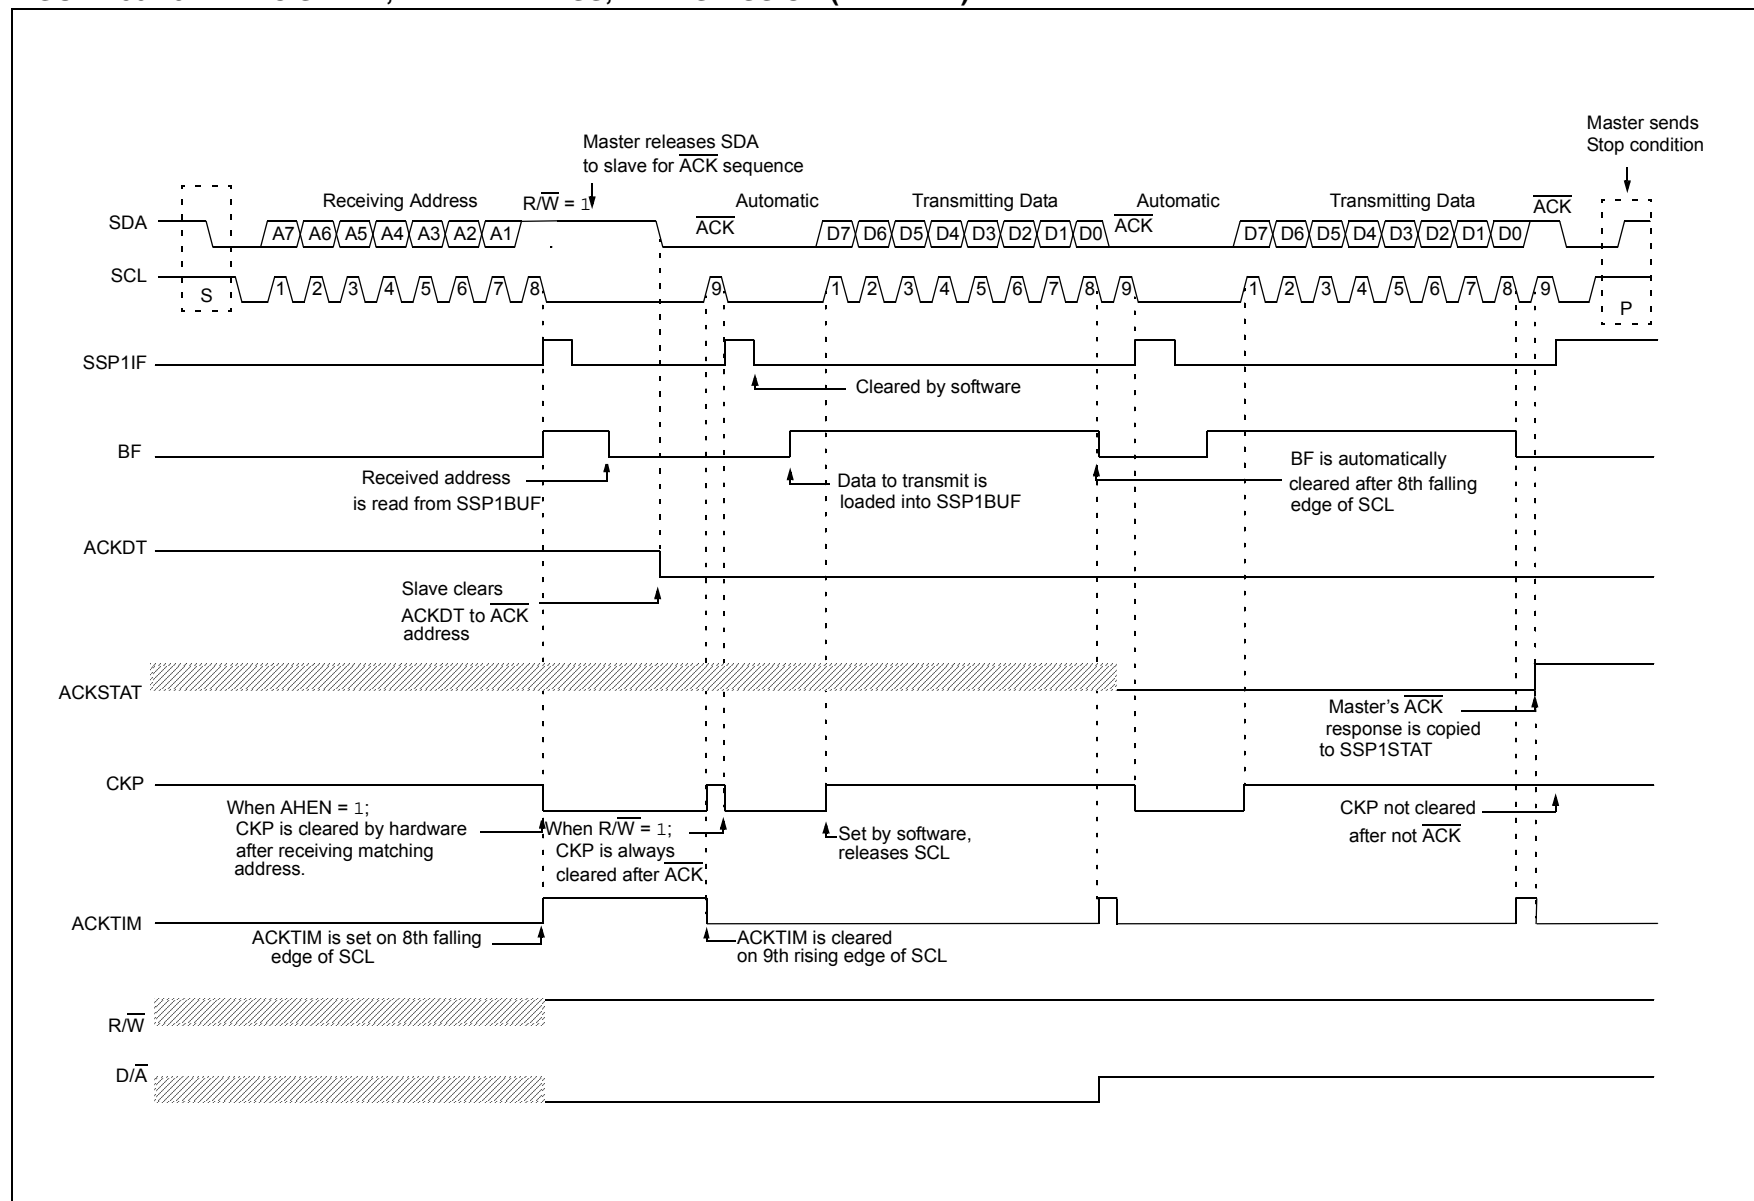 Master releases SDA
to slave for ACK sequence
Master sends
Stop condition
Receiving Address
R/W = 1
Automatic
Transmitting Data
Automatic
Transmitting Data
ACK
SDA
A7 A6 A5 A4 A3 A2 A1
ACK
D7 D6 D5 D4 D3 D2 D1 D0
ACK
D7 D6 D5 D4 D3 D2 D1 D0
SCL
S
1 2 3 4 5 6 7 8 9
1 2 3 4 5 6 7 8 9
1 2 3 4 5 6 7 8 9
P
SSP1IF
Cleared by software
BF
Received address
is read from SSP1BUF
Data to transmit is
loaded into SSP1BUF
BF is automatically
cleared after 8th falling
edge of SCL
ACKDT
Slave clears
ACKDT to ACK
address
ACKSTAT
Master's ACK
response is copied
to SSP1STAT
CKP
When AHEN = 1;
CKP is cleared by hardware
after receiving matching
address.
When R/W = 1;
CKP is always
cleared after ACK
Set by software,
releases SCL
CKP not cleared
after not ACK
ACKTIM
ACKTIM is set on 8th falling
edge of SCL
ACKTIM is cleared
on 9th rising edge of SCL
R/W
D/A